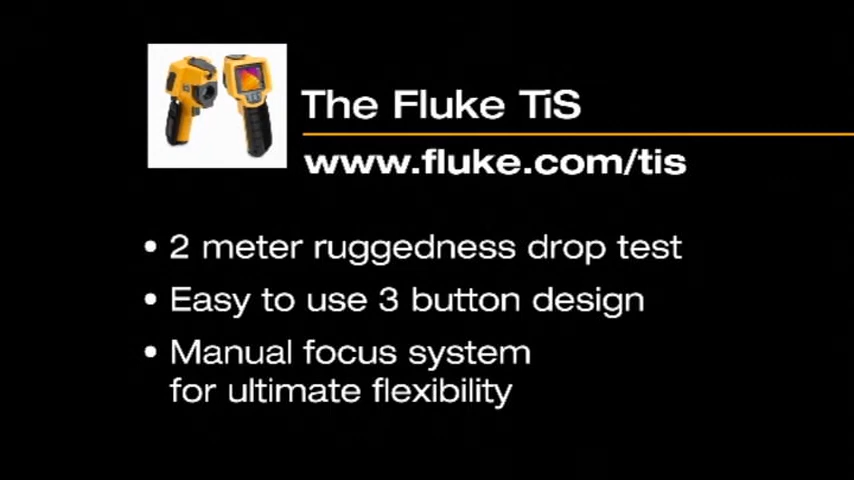 The Fluke TiS
www.fluke.com/tis
• 2 meter ruggedness drop test
• Easy to use 3 button design
• Manual focus system
for ultimate flexibility